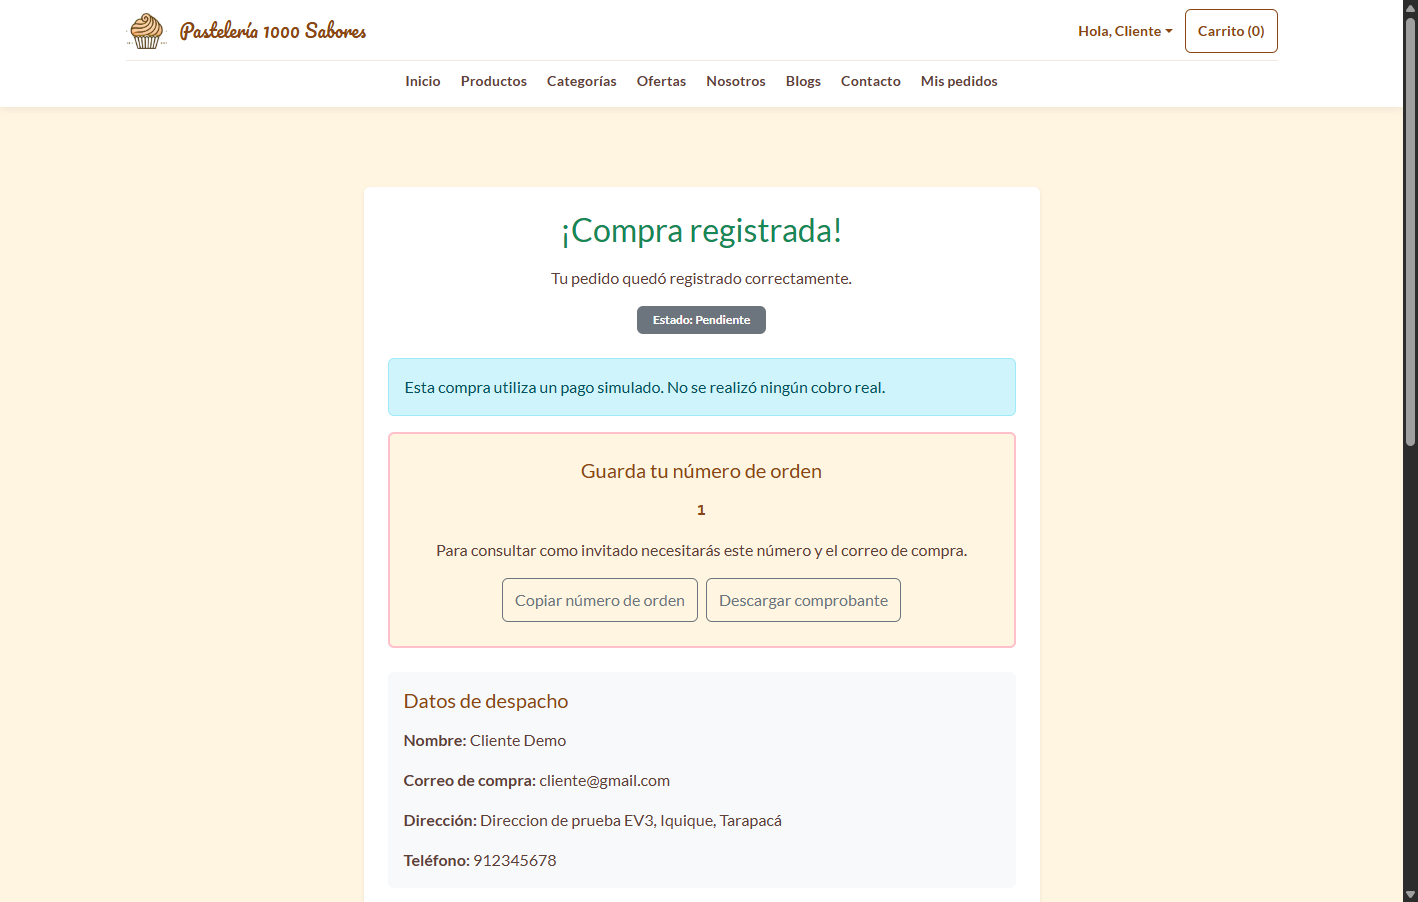 Pastelería 1000 Sabores
Hola, Cliente
Carrito (0)
Inicio Productos Categorías Ofertas Nosotros Blogs Contacto Mis pedidos
¡Compra registrada!
Tu pedido quedó registrado correctamente.
Estado: Pendiente
Esta compra utiliza un pago simulado. No se realizó ningún cobro real.
Guarda tu número de orden
1
Para consultar como invitado necesitarás este número y el correo de compra.
Copiar número de orden
Descargar comprobante
Datos de despacho
Nombre: Cliente Demo
Correo de compra: cliente@gmail.com
Dirección: Direccion de prueba EV3, Iquique, Tarapacá
Teléfono: 912345678